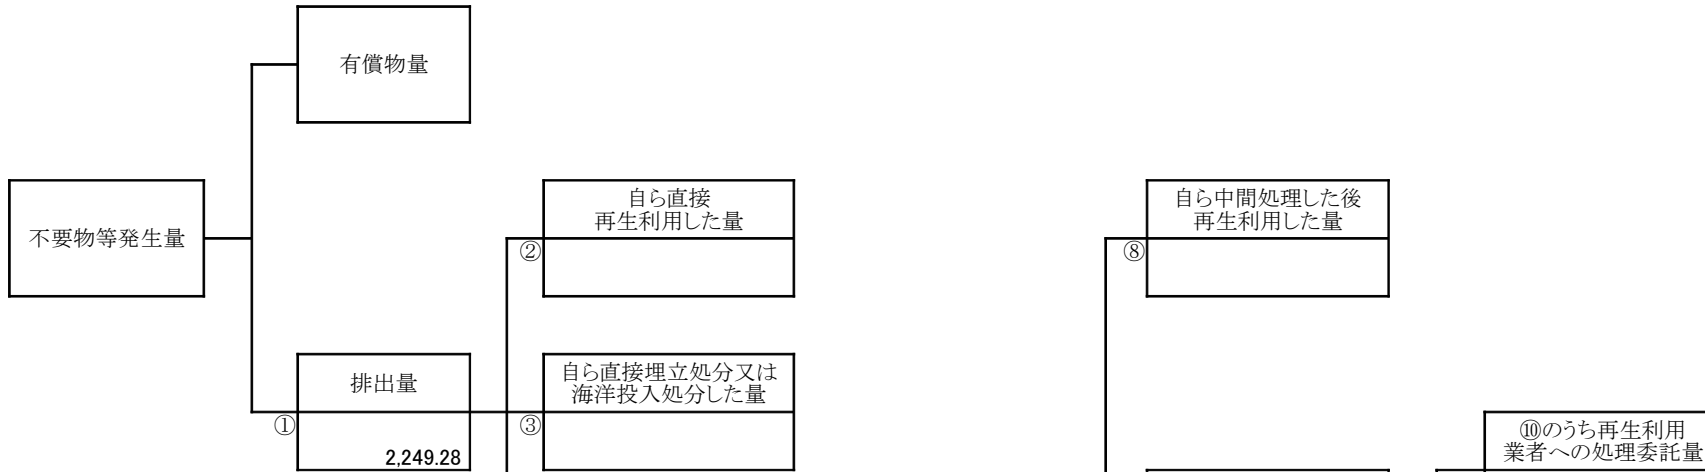 有償物量
不要物等発生量
自ら直接
再生利用した量
②
自ら中間処理した後
再生利用した量
⑧
排出量
①
2,249.28
自ら直接埋立処分又は
海洋投入処分した量
③
⑩のうち再生利用
業者への処理委託量